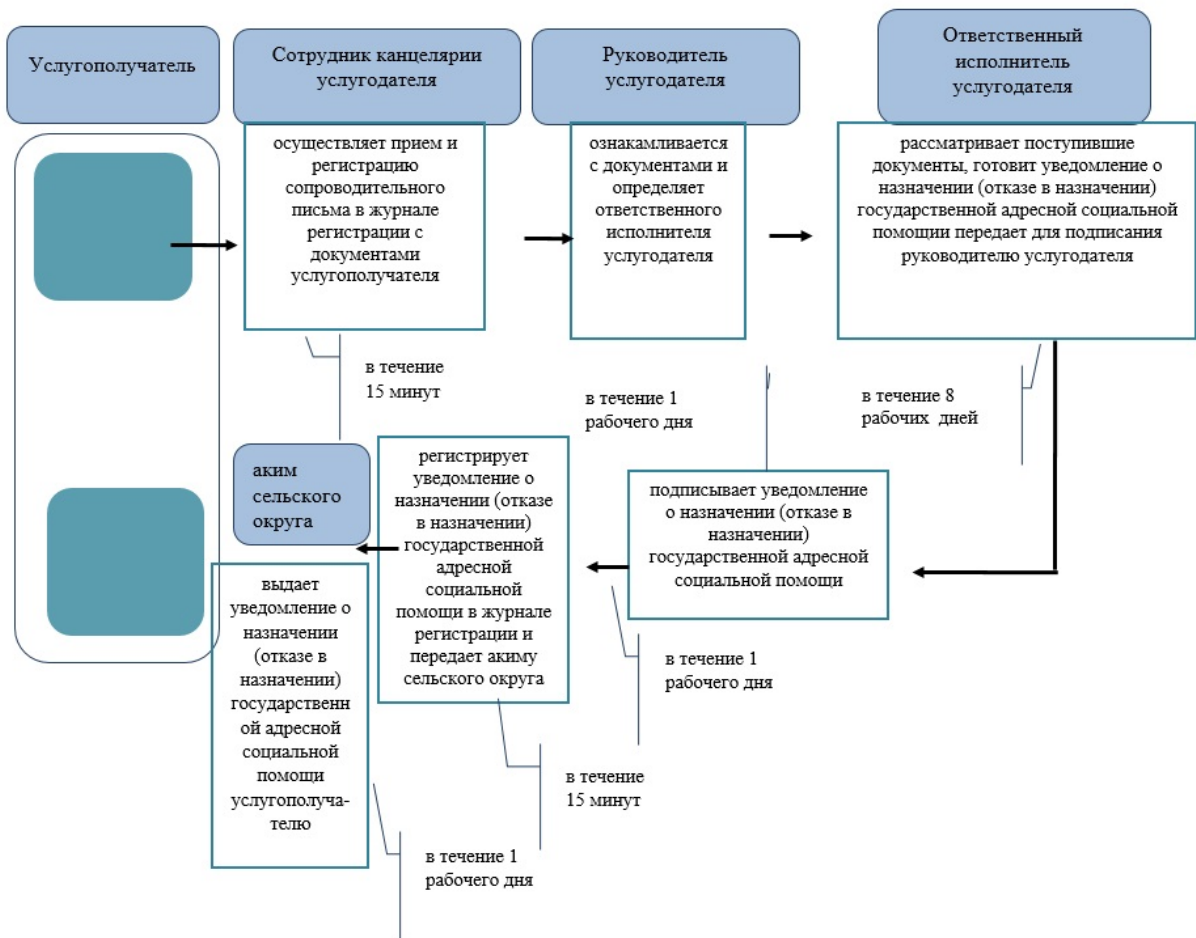 Услугополучатель
Сотрудник канцелярии
услугодателя
Руководитель
услугодателя
Ответственный
исполнитель
услугодателя
осуществляет прием и
регистрацию
сопроводительного
письма в журнале
регистрации с
документами
услугополучателя
ознакамливается
с документами и
определяет
ответственного
исполнителя
услугодателя
рассматривает поступившие
документы, готовит уведомление о
назначении (отказе в назначении)
государственной адресной социальной
помощи передает для подписания
руководителю услугодателя
в течение
15 минут
в течение 1
рабочего дня
в течение 8
рабочих дней
подписывает уведомление
о назначении (отказе в
назначении)
государственной адресной
социальной помощи
в течение 1
рабочего дня
регистрирует
уведомление о
назначении (отказе
в назначении)
государственной
адресной
социальной
помощи в журнале
регистрации и
передает акиму
сельского округа
в течение
15 минут
аким
сельского
округа
выдает
уведомление о
назначении
(отказе в
назначении)
государственн
ой адресной
социальной
помощи
услугополуча-
телю
в течение 1
рабочего дня